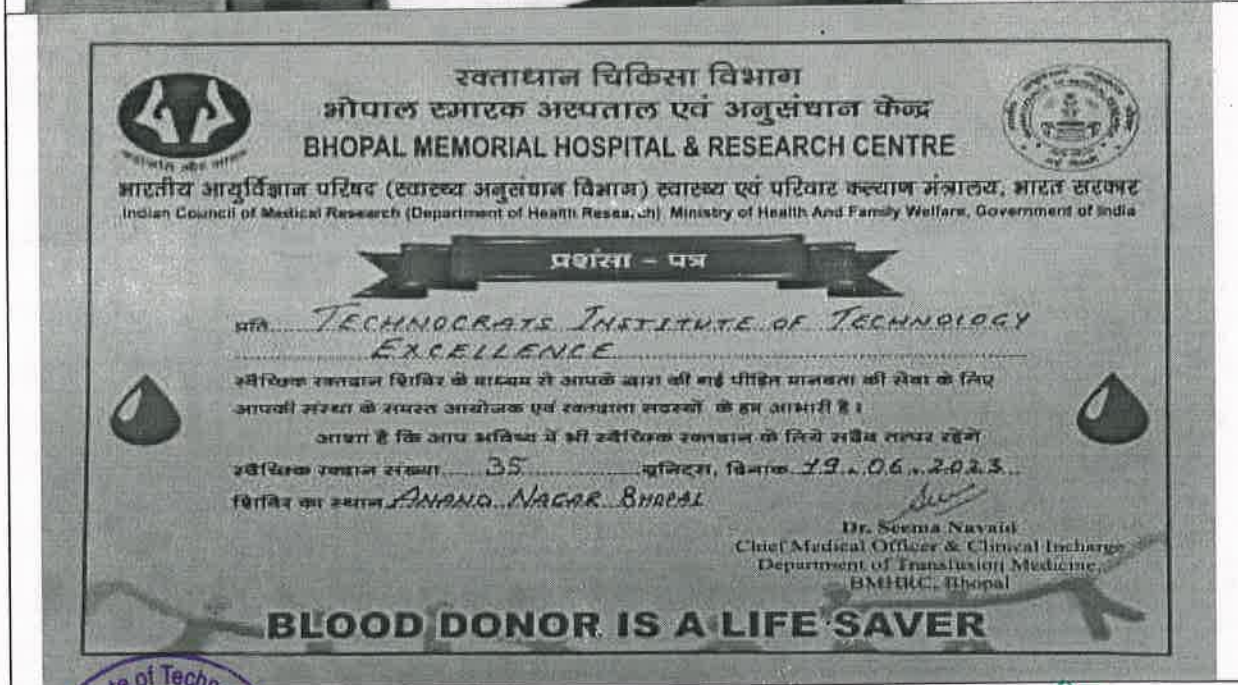 रक्ताधान चिकित्सा विभाग
भोपाल स्मारक अस्पताल एवं अनुसंधान केन्द्र
BHOPAL MEMORIAL HOSPITAL & RESEARCH CENTRE
भारतीय आयुर्विज्ञान परिषद (स्वास्थ्य अनुसंधान विभाग) स्वास्थ्य एवं परिवार कल्याण मंत्रालय, भारत सरकार
Indian Council of Medical Research (Department of Health Research), Ministry of Health And Family Welfare, Government of India
प्रशंसा - पत्र
प्रति TECHNOCRATS INSTITUTE OF TECHNOLOGY
EXCELLENCE
स्वैच्छिक रक्तदान शिविर के माध्यम से आपके द्वारा की गई पीड़ित मानवता की सेवा के लिए
आपकी संस्था के समस्त आयोजक एवं रक्तदाता सदस्यों के हम आभारी है।
आशा है कि आप भविष्य में भी स्वैच्छिक रक्तदान के लिये सदैव तत्पर रहेंगे
स्वैच्छिक रक्तदान संख्या 35 यूनिट्स, दिनांक 19.06.2023
शिविर का स्थान ANAND NAGAR BHOPAL
Dr. Seema Navaid
Chief Medical Officer & Clinical Incharge
Department of Transfusion Medicine,
BMHRC, Bhopal
BLOOD DONOR IS A LIFE SAVER
of Techno